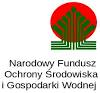 Narodowy Fundusz
Ochrony Środowiska
i Gospodarki Wodnej